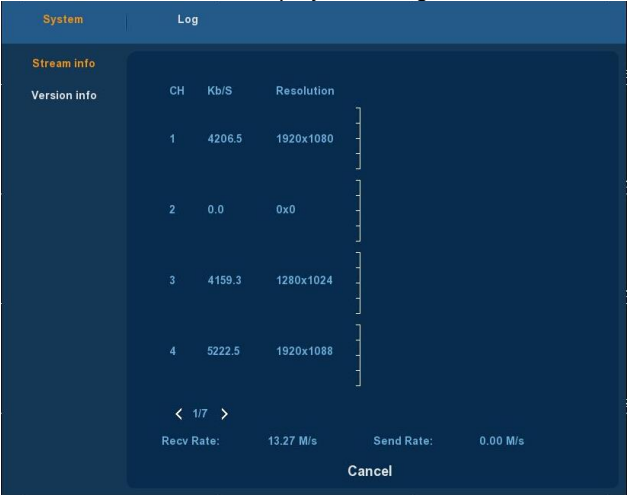 System Log
Stream info
Version info
CH Kb/S Resolution
1 4206.5 1920x1080
2 0.0 0x0
3 4159.3 1280x1024
4 5222.5 1920x1088
1/7
Recv Rate: 13.27 M/s Send Rate: 0.00 M/s
Cancel